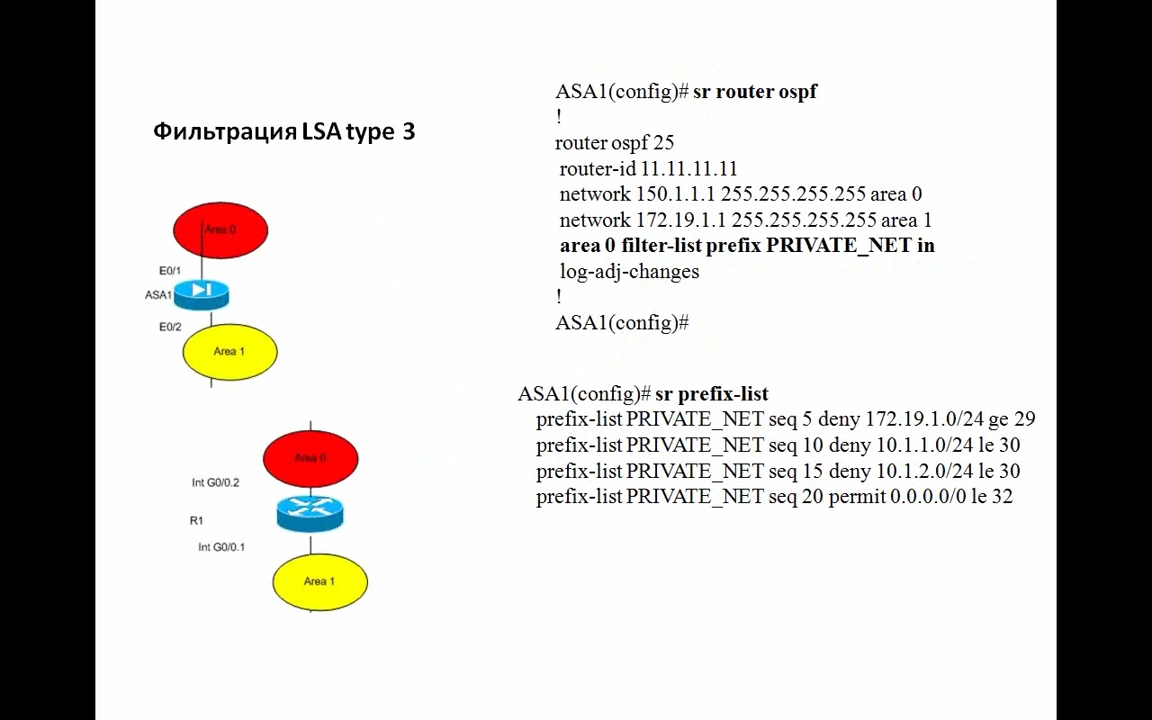 Фильтрация LSA type 3
Area 0
E0/1
ASA1
E0/2
Area 1
Area 0
Int G0/0.2
R1
Int G0/0.1
Area 1
ASA1(config)# sr router ospf
!
router ospf 25
router-id 11.11.11.11
network 150.1.1.1 255.255.255.255 area 0
network 172.19.1.1 255.255.255.255 area 1
area 0 filter-list prefix PRIVATE_NET in
log-adj-changes
!
ASA1(config)#
ASA1(config)# sr prefix-list
prefix-list PRIVATE_NET seq 5 deny 172.19.1.0/24 ge 29
prefix-list PRIVATE_NET seq 10 deny 10.1.1.0/24 le 30
prefix-list PRIVATE_NET seq 15 deny 10.1.2.0/24 le 30
prefix-list PRIVATE_NET seq 20 permit 0.0.0.0/0 le 32